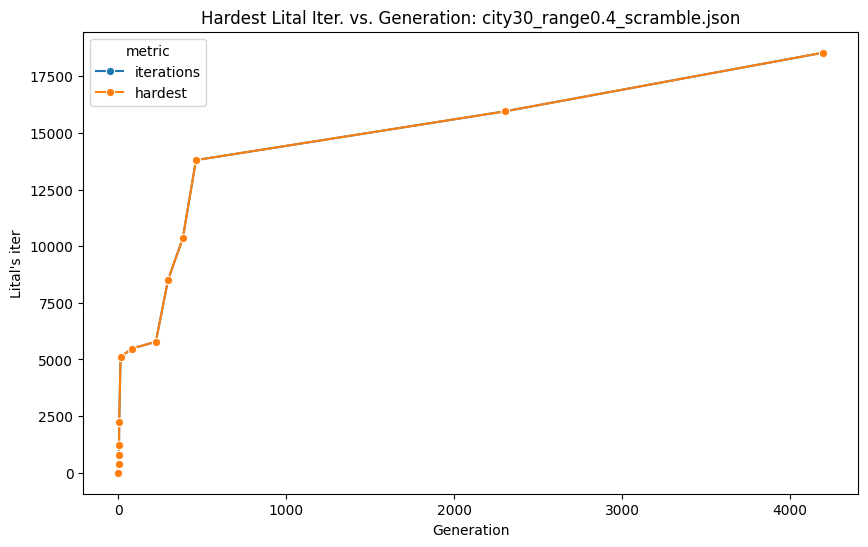 Hardest Lital Iter. vs. Generation: city30_range0.4_scramble.json
metric
iterations
hardest
17500
15000
12500
10000
7500
5000
2500
0
Lital's iter
0 1000 2000 3000 4000
Generation